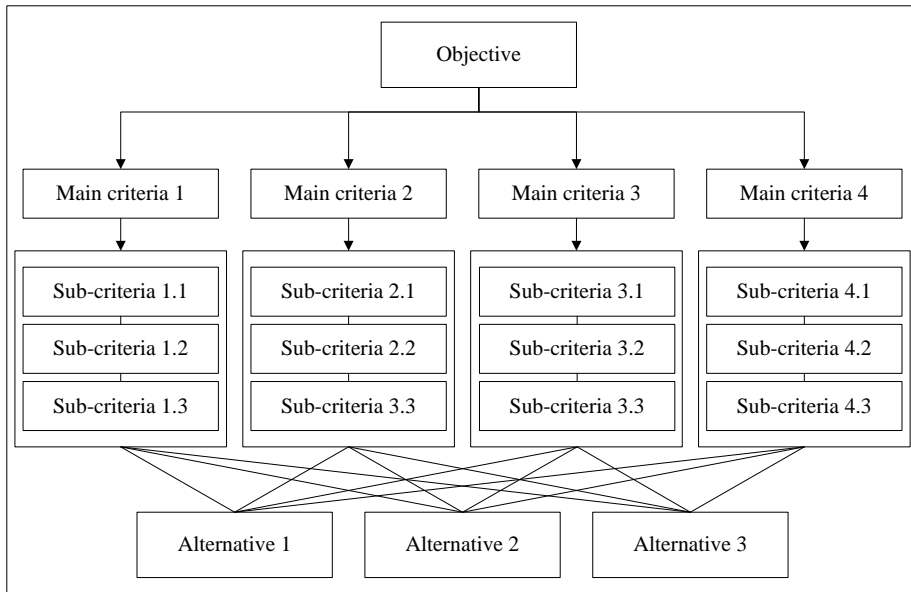 Objective
Main criteria 1
Main criteria 2
Main criteria 3
Main criteria 4
Sub-criteria 1.1
Sub-criteria 2.1
Sub-criteria 3.1
Sub-criteria 4.1
Sub-criteria 1.2
Sub-criteria 2.2
Sub-criteria 3.2
Sub-criteria 4.2
Sub-criteria 1.3
Sub-criteria 3.3
Sub-criteria 3.3
Sub-criteria 4.3
Alternative 1
Alternative 2
Alternative 3